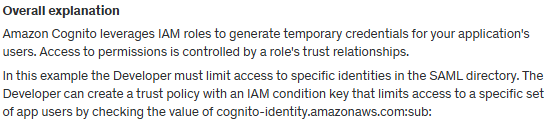 Overall explanation
Amazon Cognito leverages IAM roles to generate temporary credentials for your application's
users. Access to permissions is controlled by a role's trust relationships.
In this example the Developer must limit access to specific identities in the SAML directory. The
Developer can create a trust policy with an IAM condition key that limits access to a specific set
of app users by checking the value of cognito-identity.amazonaws.com:sub: